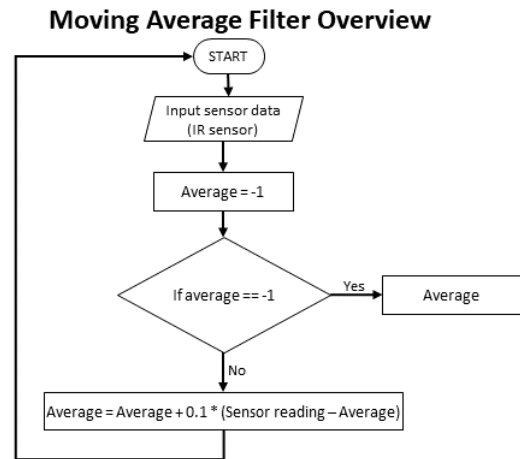 Moving Average Filter Overview
START
Input sensor data
(IR sensor)
Average = -1
If average == -1
Yes
Average
No
Average = Average + 0.1 * (Sensor reading – Average)